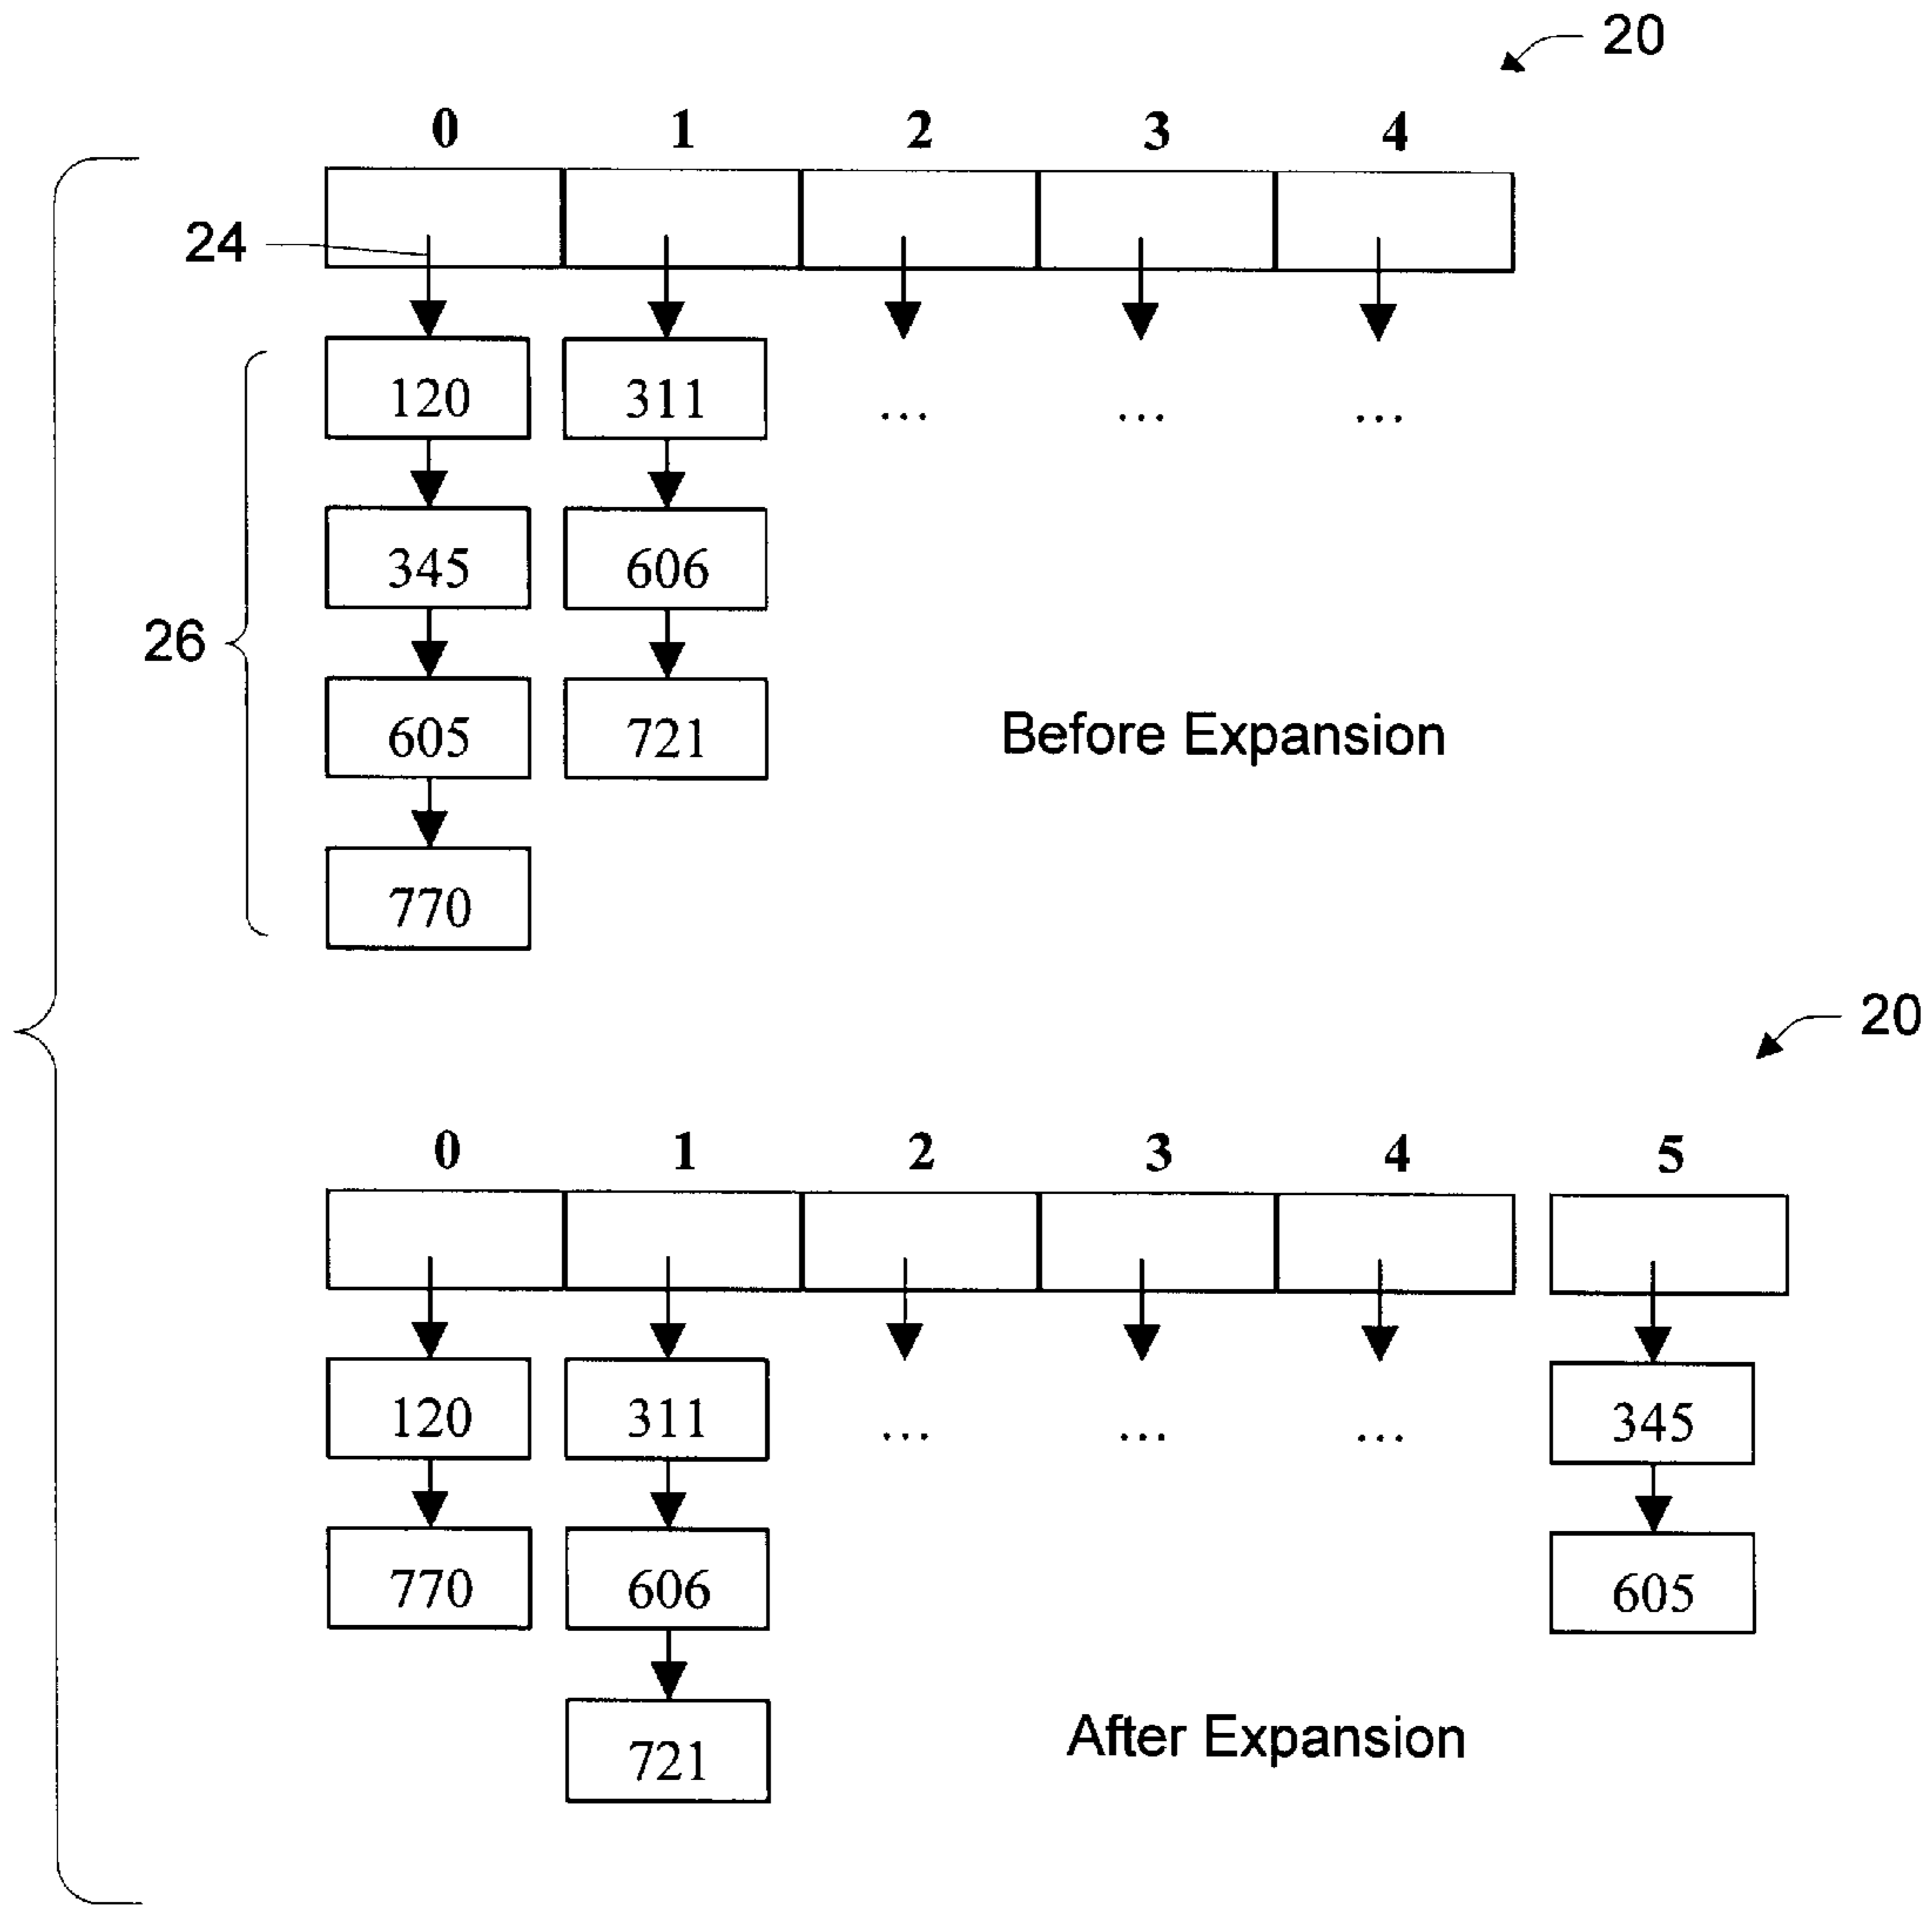 20
0 1 2 3 4
24
120 311 ... ... ...
345 606
26
605 721 Before Expansion
770
20
0 1 2 3 4 5
120 311 ... ... ... 345
770 606 605
721 After Expansion